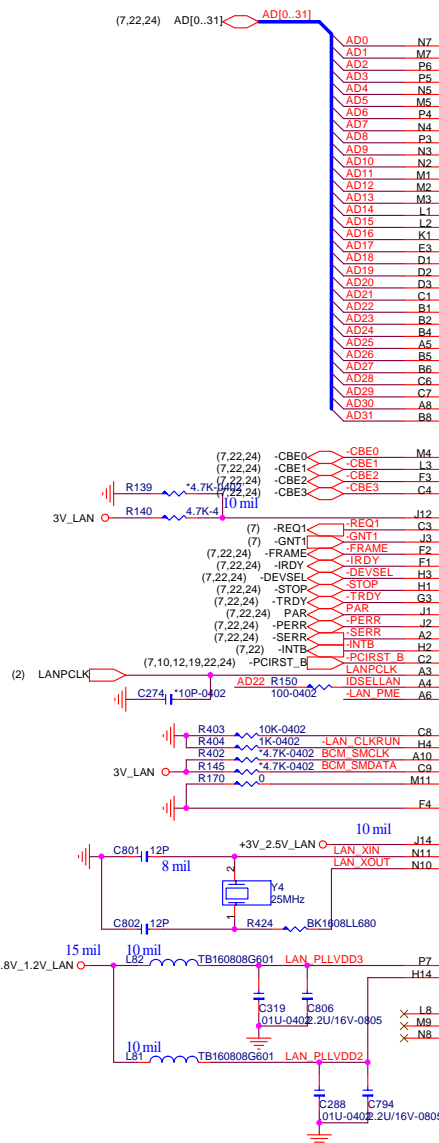 (7,22,24) AD[0..31] AD[0..31]
AD0 N7
AD1 M7
AD2 P6
AD3 P5
AD4 N5
AD5 M5
AD6 P4
AD7 N4
AD8 P3
AD9 N3
AD10 N2
AD11 M1
AD12 M2
AD13 M3
AD14 L1
AD15 L2
AD16 K1
AD17 E3
AD18 D1
AD19 D2
AD20 D3
AD21 C1
AD22 B1
AD23 B2
AD24 B4
AD25 A5
AD26 B5
AD27 B6
AD28 C6
AD29 C7
AD30 A8
AD31 B8
(7,22,24) -CBE0 -CBE0 M4
(7,22,24) -CBE1 -CBE1 L3
(7,22,24) -CBE2 -CBE2 F3
R139 *4.7K-0402 (7,22,24) -CBE3 -CBE3 C4
10 mil
3V_LAN R140 4.7K-4 J12
(7) -REQ1 -REQ1 C3
(7) -GNT1 -GNT1 J3
(7,22,24) -FRAME -FRAME F2
(7,22,24) -IRDY -IRDY F1
(7,22,24) -DEVSEL -DEVSEL H3
(7,22,24) -STOP -STOP H1
(7,22,24) -TRDY -TRDY G3
(7,22,24) PAR PAR J1
(7,22,24) -PERR -PERR J2
(7,22,24) -SERR -SERR A2
(7,22) -INTB -INTB H2
(7,10,12,19,22,24) -PCIRST_B -PCIRST_B C2
(2) LANPCLK LANPCLK A3
AD22 R150 100-0402 IDSELLAN A4
C274 *10P-0402 -LAN_PME A6
R403 10K-0402 C8
R404 1K-0402 -LAN_CLKRUN H4
R402 *4.7K-0402 BCM_SMCLK A10
3V_LAN R145 *4.7K-0402 BCM_SMDATA C9
R170 0 M11
F4
10 mil
+3V_2.5V_LAN J14
C801 12P LAN_XIN N11
8 mil LAN_XOUT N10
2
Y4
25MHz
1
C802 12P R424 BK1608LL680
15 mil 10 mil
.8V_1.2V_LAN L82 TB160808G601 LAN_PLLVDD3 P7
H14
C319 C806
.01U-0402 2.2U/16V-0805
L8
M9
N8
10 mil
L81 TB160808G601 LAN_PLLVDD2
C288 C794
.01U-0402 2.2U/16V-0805